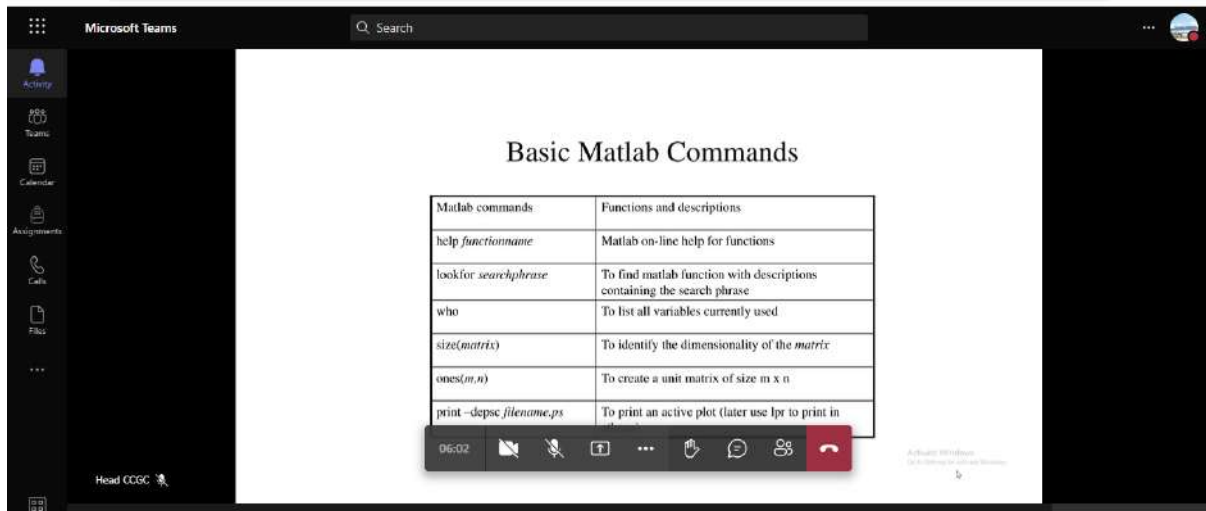 Microsoft Teams
Search
Activity
Teams
Calendar
Assignments
Calls
Files
Basic Matlab Commands
Matlab commands Functions and descriptions
help functionname Matlab on-line help for functions
lookfor searchphrase To find matlab function with descriptions
containing the search phrase
who To list all variables currently used
size(matrix) To identify the dimensionality of the matrix
ones(m,n) To create a unit matrix of size m x n
print –depsc filename.ps To print an active plot (later use lpr to print in
06:02
Activate Windows
Head CCGC